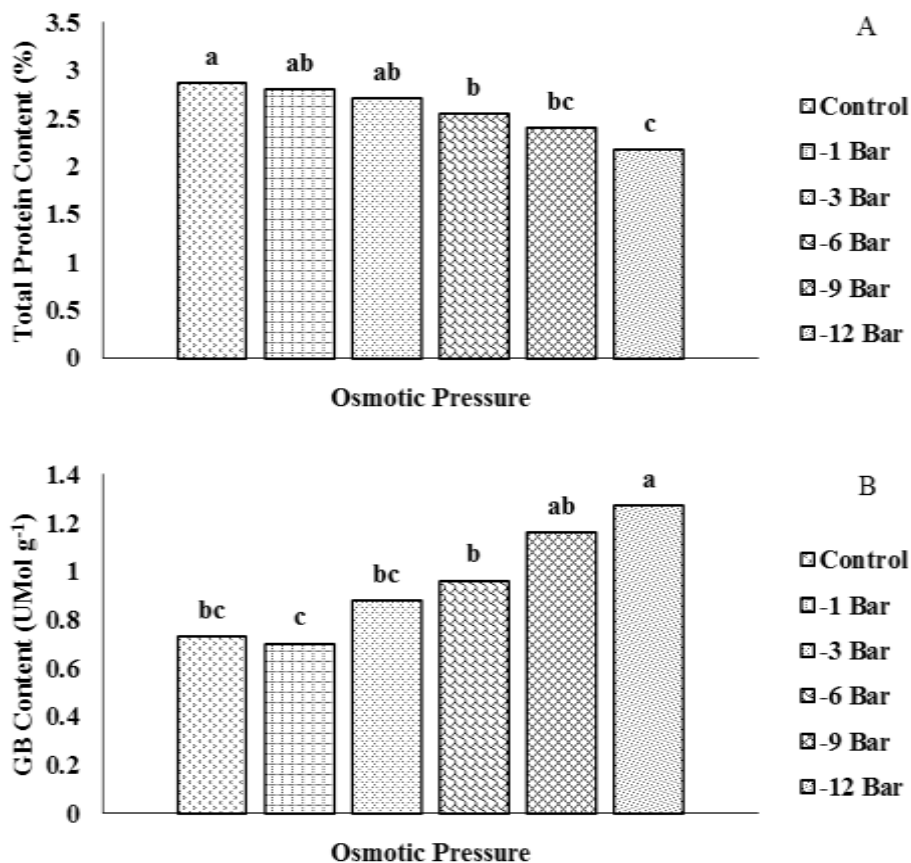 A
Total Protein Content (%)
3.5
3
2.5
2
1.5
1
0.5
0
a
ab
ab
b
bc
c
Osmotic Pressure
Control
-1 Bar
-3 Bar
-6 Bar
-9 Bar
-12 Bar
B
GB Content (UMol g⁻¹)
1.4
1.2
1
0.8
0.6
0.4
0.2
0
bc
c
bc
b
ab
a
Osmotic Pressure
Control
-1 Bar
-3 Bar
-6 Bar
-9 Bar
-12 Bar